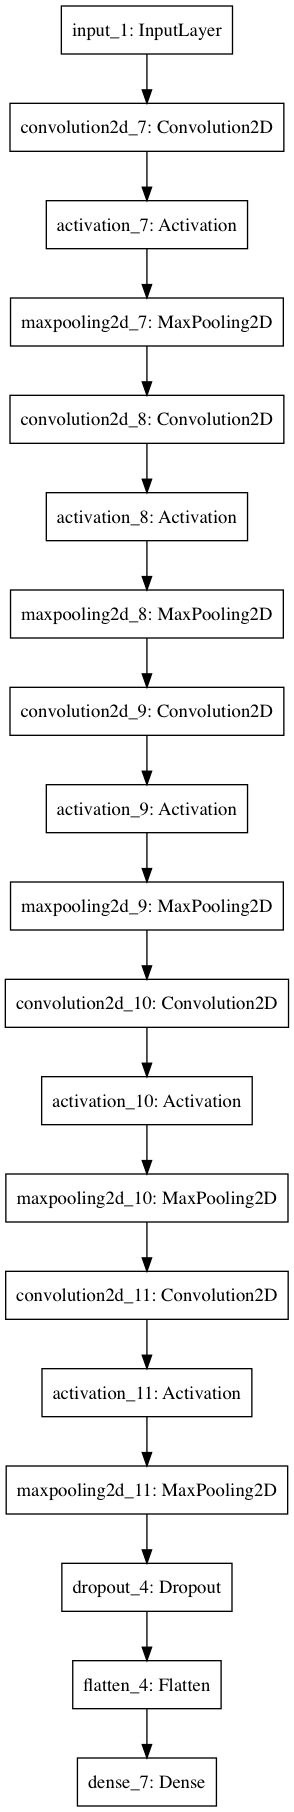 input_1: InputLayer
convolution2d_7: Convolution2D
activation_7: Activation
maxpooling2d_7: MaxPooling2D
convolution2d_8: Convolution2D
activation_8: Activation
maxpooling2d_8: MaxPooling2D
convolution2d_9: Convolution2D
activation_9: Activation
maxpooling2d_9: MaxPooling2D
convolution2d_10: Convolution2D
activation_10: Activation
maxpooling2d_10: MaxPooling2D
convolution2d_11: Convolution2D
activation_11: Activation
maxpooling2d_11: MaxPooling2D
dropout_4: Dropout
flatten_4: Flatten
dense_7: Dense